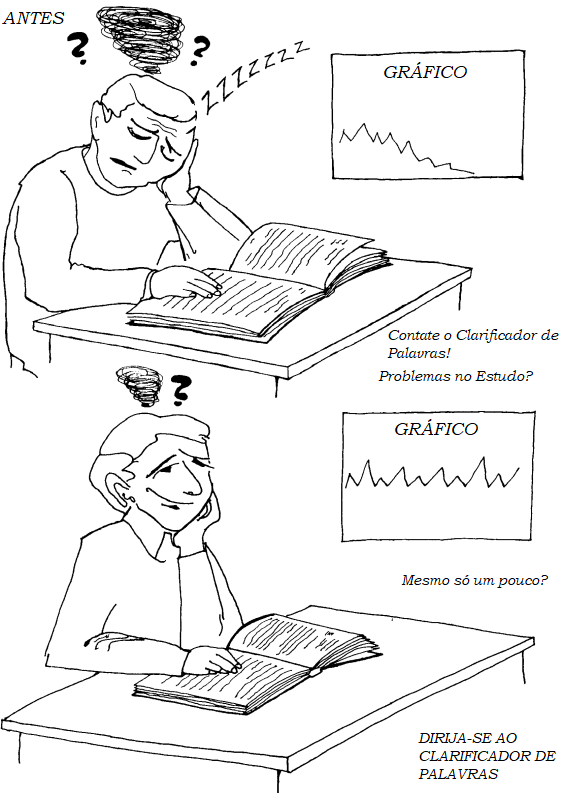 ANTES
? ?
ZZZZZZZ
GRÁFICO
Contate o Clarificador de
Palavras!
Problemas no Estudo?
?
GRÁFICO
Mesmo só um pouco?
DIRIJA-SE AO
CLARIFICADOR DE
PALAVRAS